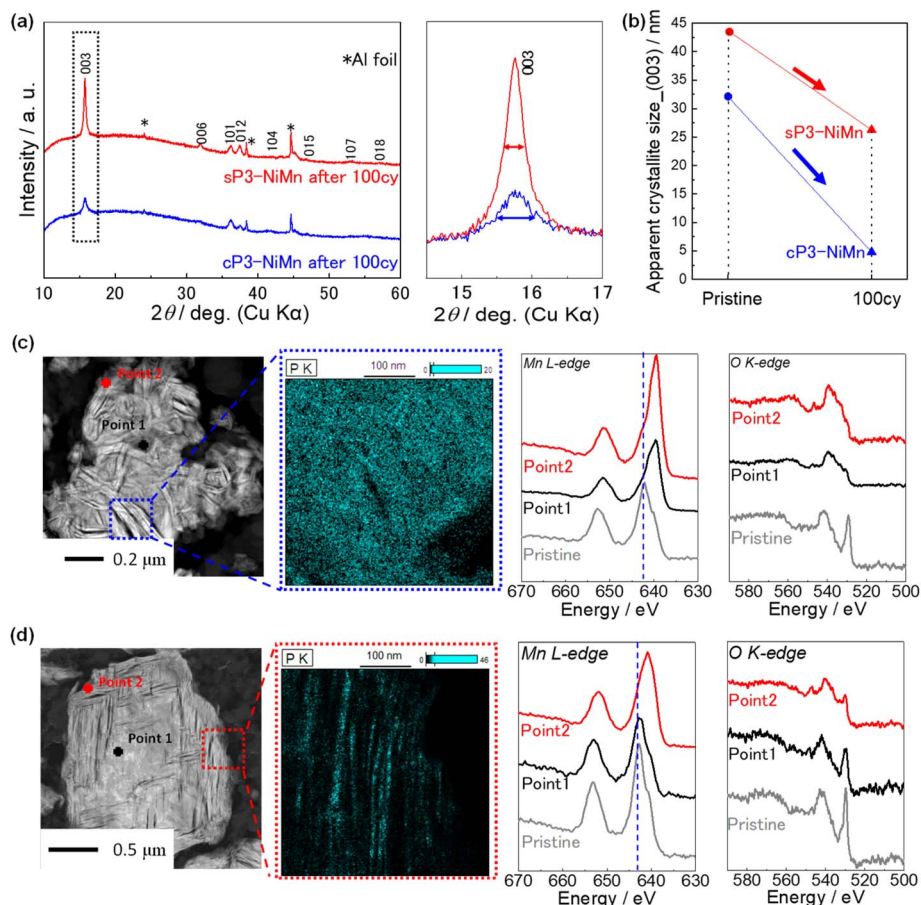 (a)
Intensity / a. u.
003
*Al foil
*
006
101
012
*
104
*
015
107
018
sP3-NiMn after 100cy
cP3-NiMn after 100cy
10 20 30 40 50 60
2θ / deg. (Cu Kα)
003
15 16 17
2θ / deg. (Cu Kα)
(b)
Apparent crystallite size_(003) / nm
45
40
35
30
25
20
15
10
5
0
sP3-NiMn
cP3-NiMn
Pristine 100cy
(c)
Point 2
Point 1
0.2 μm
P K
100 nm
0 20
Mn L-edge
Point2
Point1
Pristine
670 660 650 640 630
Energy / eV
O K-edge
Point2
Point1
Pristine
580 560 540 520 500
Energy / eV
(d)
Point 2
Point 1
0.5 μm
P K
100 nm
0 46
Mn L-edge
Point2
Point1
Pristine
670 660 650 640 630
Energy / eV
O K-edge
Point2
Point1
Pristine
580 560 540 520 500
Energy / eV